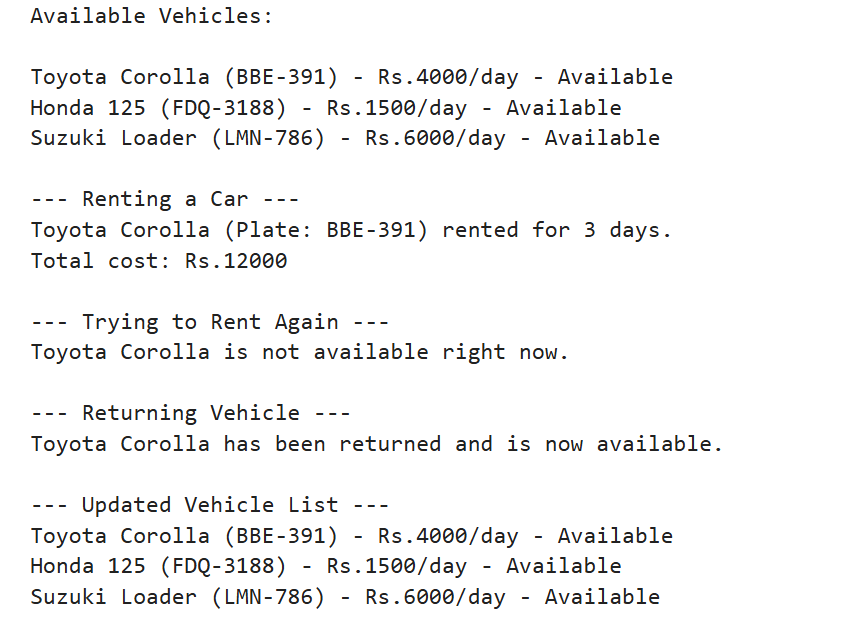 Available Vehicles:
Toyota Corolla (BBE-391) - Rs.4000/day - Available
Honda 125 (FDQ-3188) - Rs.1500/day - Available
Suzuki Loader (LMN-786) - Rs.6000/day - Available
--- Renting a Car ---
Toyota Corolla (Plate: BBE-391) rented for 3 days.
Total cost: Rs.12000
--- Trying to Rent Again ---
Toyota Corolla is not available right now.
--- Returning Vehicle ---
Toyota Corolla has been returned and is now available.
--- Updated Vehicle List ---
Toyota Corolla (BBE-391) - Rs.4000/day - Available
Honda 125 (FDQ-3188) - Rs.1500/day - Available
Suzuki Loader (LMN-786) - Rs.6000/day - Available